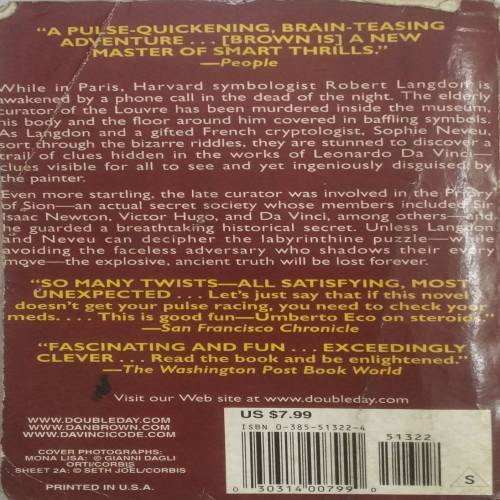 "A PULSE-QUICKENING, BRAIN-TEASING
ADVENTURE . . . [BROWN IS] A NEW
MASTER OF SMART THRILLS."
—People
While in Paris, Harvard symbologist Robert Langdon is
awakened by a phone call in the dead of the night. The elderly
curator of the Louvre has been murdered inside the museum,
his body and the floor around him covered in baffling symbols.
As Langdon and a gifted French cryptologist, Sophie Neveu,
sort through the bizarre riddles, they are stunned to discover a
trail of clues hidden in the works of Leonardo Da Vinci—
clues visible for all to see and yet ingeniously disguised by
the painter.
Even more startling, the late curator was involved in the Priory
of Sion—an actual secret society whose members included Sir
Isaac Newton, Victor Hugo, and Da Vinci, among others—and
he guarded a breathtaking historical secret. Unless Langdon
and Neveu can decipher the labyrinthine puzzle—while
avoiding the faceless adversary who shadows their every
move—the explosive, ancient truth will be lost forever.
"SO MANY TWISTS—ALL SATISFYING, MOST
UNEXPECTED . . . Let's just say that if this novel
doesn't get your pulse racing, you need to check your
meds. . . . This is good fun—Umberto Eco on steroids."
—San Francisco Chronicle
"FASCINATING AND FUN . . . EXCEEDINGLY
CLEVER . . . Read the book and be enlightened."
—The Washington Post Book World
Visit our Web site at www.doubleday.com
WWW.DOUBLEDAY.COM
WWW.DANBROWN.COM
WWW.DAVINCICODE.COM
COVER PHOTOGRAPHS:
MONA LISA: © GIANNI DAGLI
ORTI/CORBIS
SHEET 2A: © SETH JOEL/CORBIS
PRINTED IN U.S.A.
US $7.99
ISBN 0-385-51322-4
51322
0 30314 00799 0
S